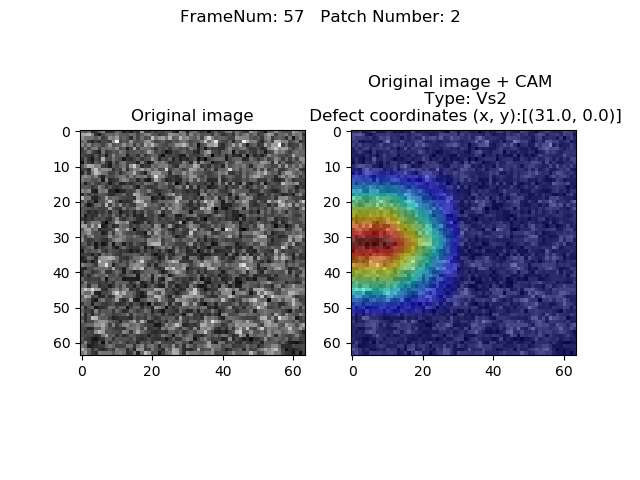 FrameNum: 57   Patch Number: 2
Original image
Original image + CAM
Type: Vs2
Defect coordinates (x, y):[(31.0, 0.0)]
0
10
20
30
40
50
60
0 20 40 60
0
10
20
30
40
50
60
0 20 40 60